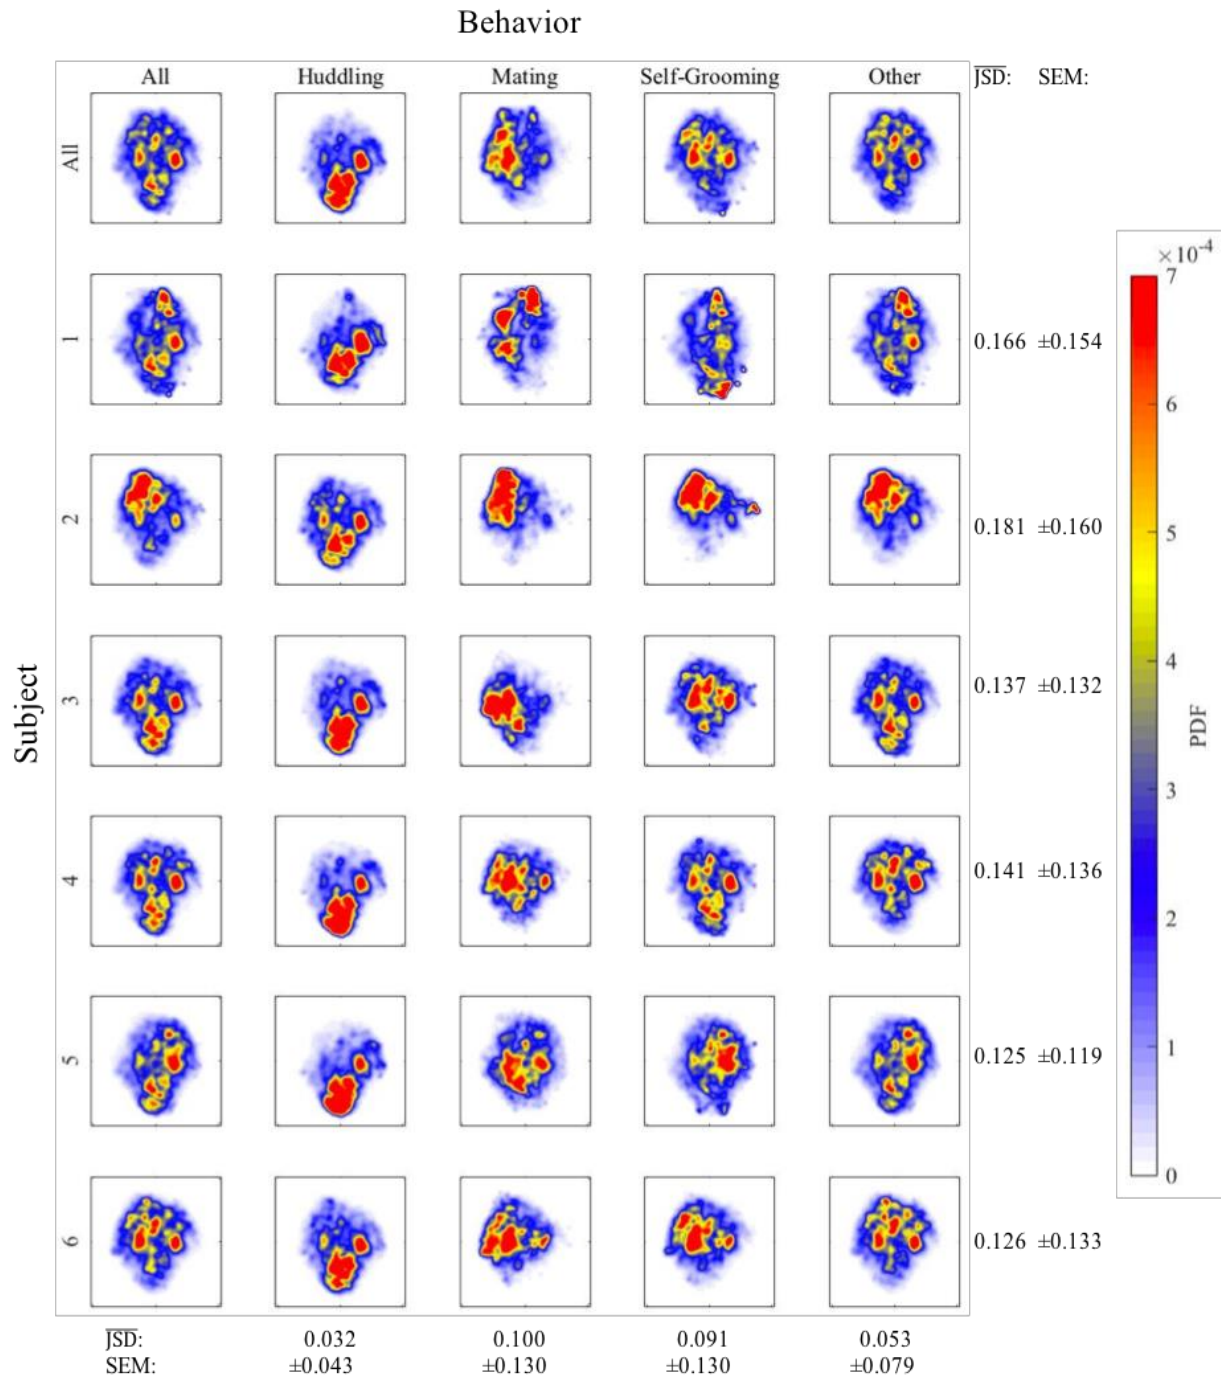 Behavior
All Huddling Mating Self-Grooming Other JSD: SEM:
All
×10⁻⁴
7
1 0.166 ±0.154
6
2 0.181 ±0.160
5
Subject
3 0.137 ±0.132
4
PDF
3
4 0.141 ±0.136
2
5 0.125 ±0.119
1
0
6 0.126 ±0.133
JSD: 0.032 0.100 0.091 0.053
SEM: ±0.043 ±0.130 ±0.130 ±0.079